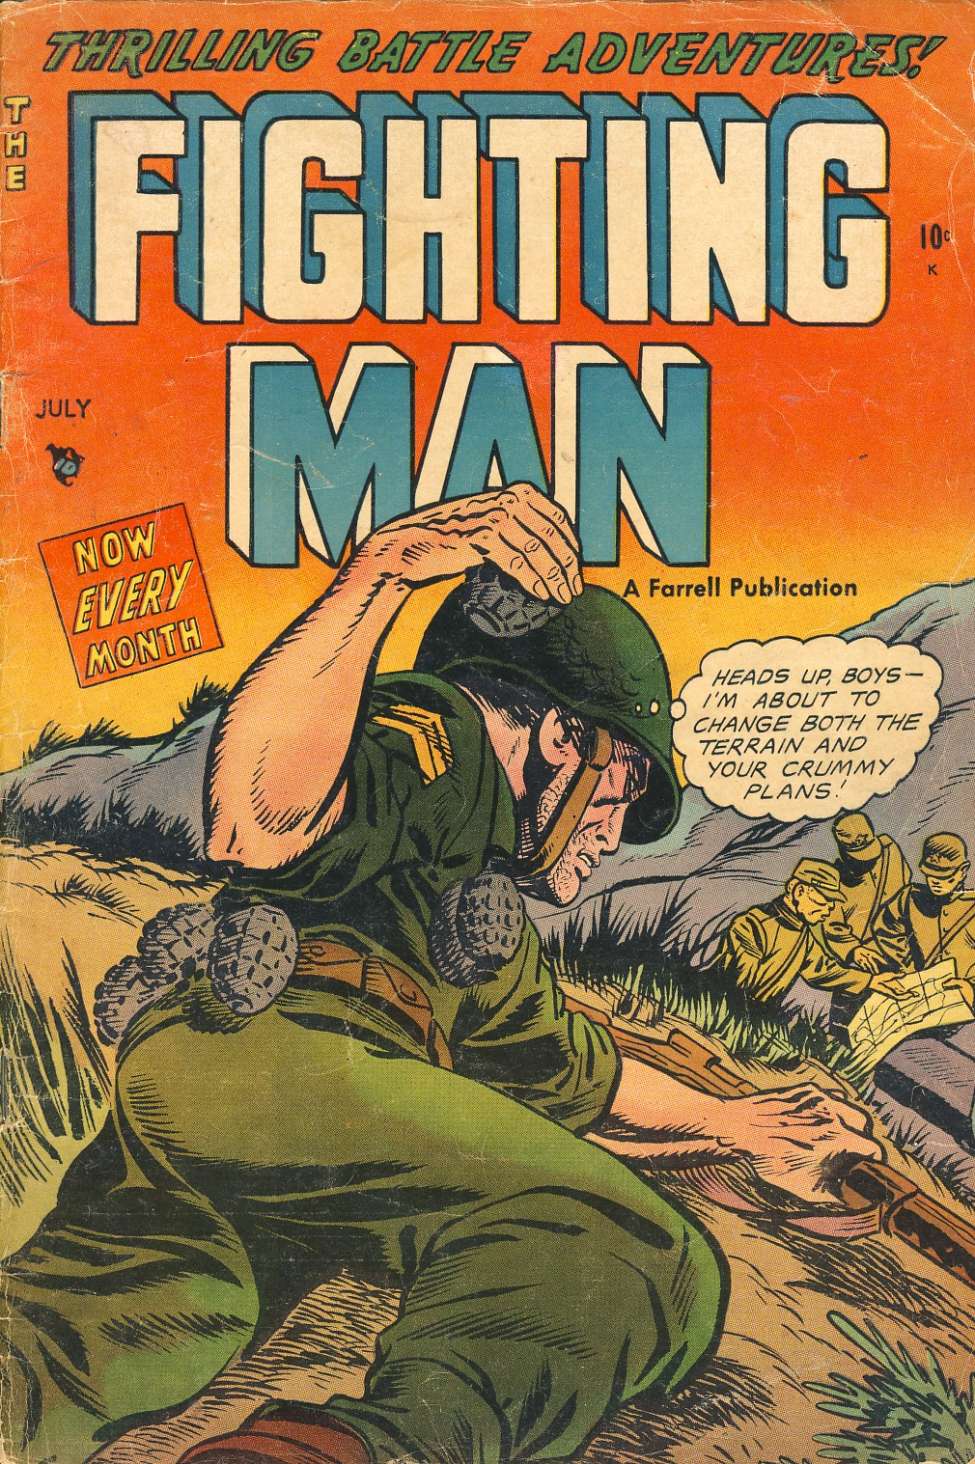 THRILLING BATTLE ADVENTURES!
THE
FIGHTING
MAN
10¢
K
JULY
NOW
EVERY
MONTH
A Farrell Publication
HEADS UP, BOYS—
I'M ABOUT TO
CHANGE BOTH THE
TERRAIN AND
YOUR CRUMMY
PLANS!